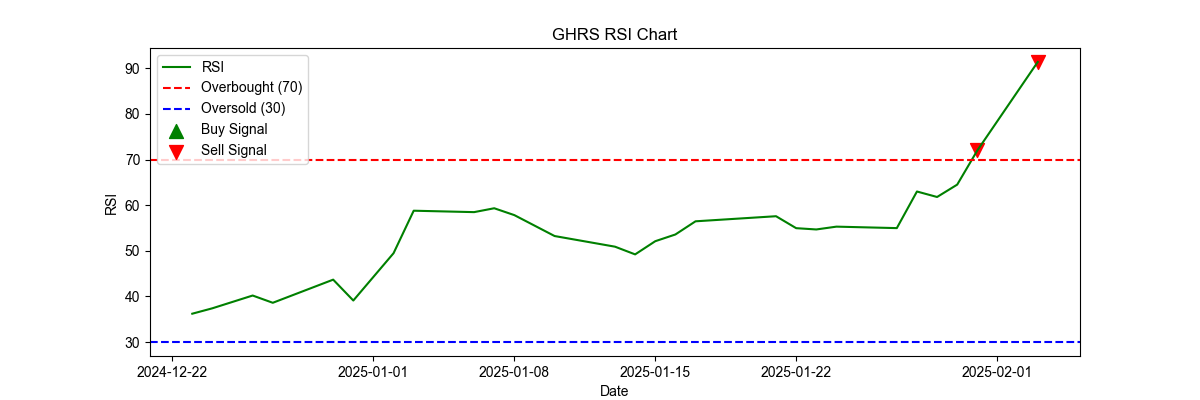 GHRS RSI Chart
RSI
Overbought (70)
Oversold (30)
Buy Signal
Sell Signal
90
80
70
60
50
40
30
RSI
2024-12-22
2025-01-01
2025-01-08
2025-01-15
2025-01-22
2025-02-01
Date